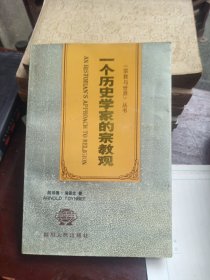 《宗教与世界》丛书
一个历史学家的宗教观
AN HISTORIAN'S APPROACH TO RELIGION
ARNOLD TOYNBEE
四川人民出版社